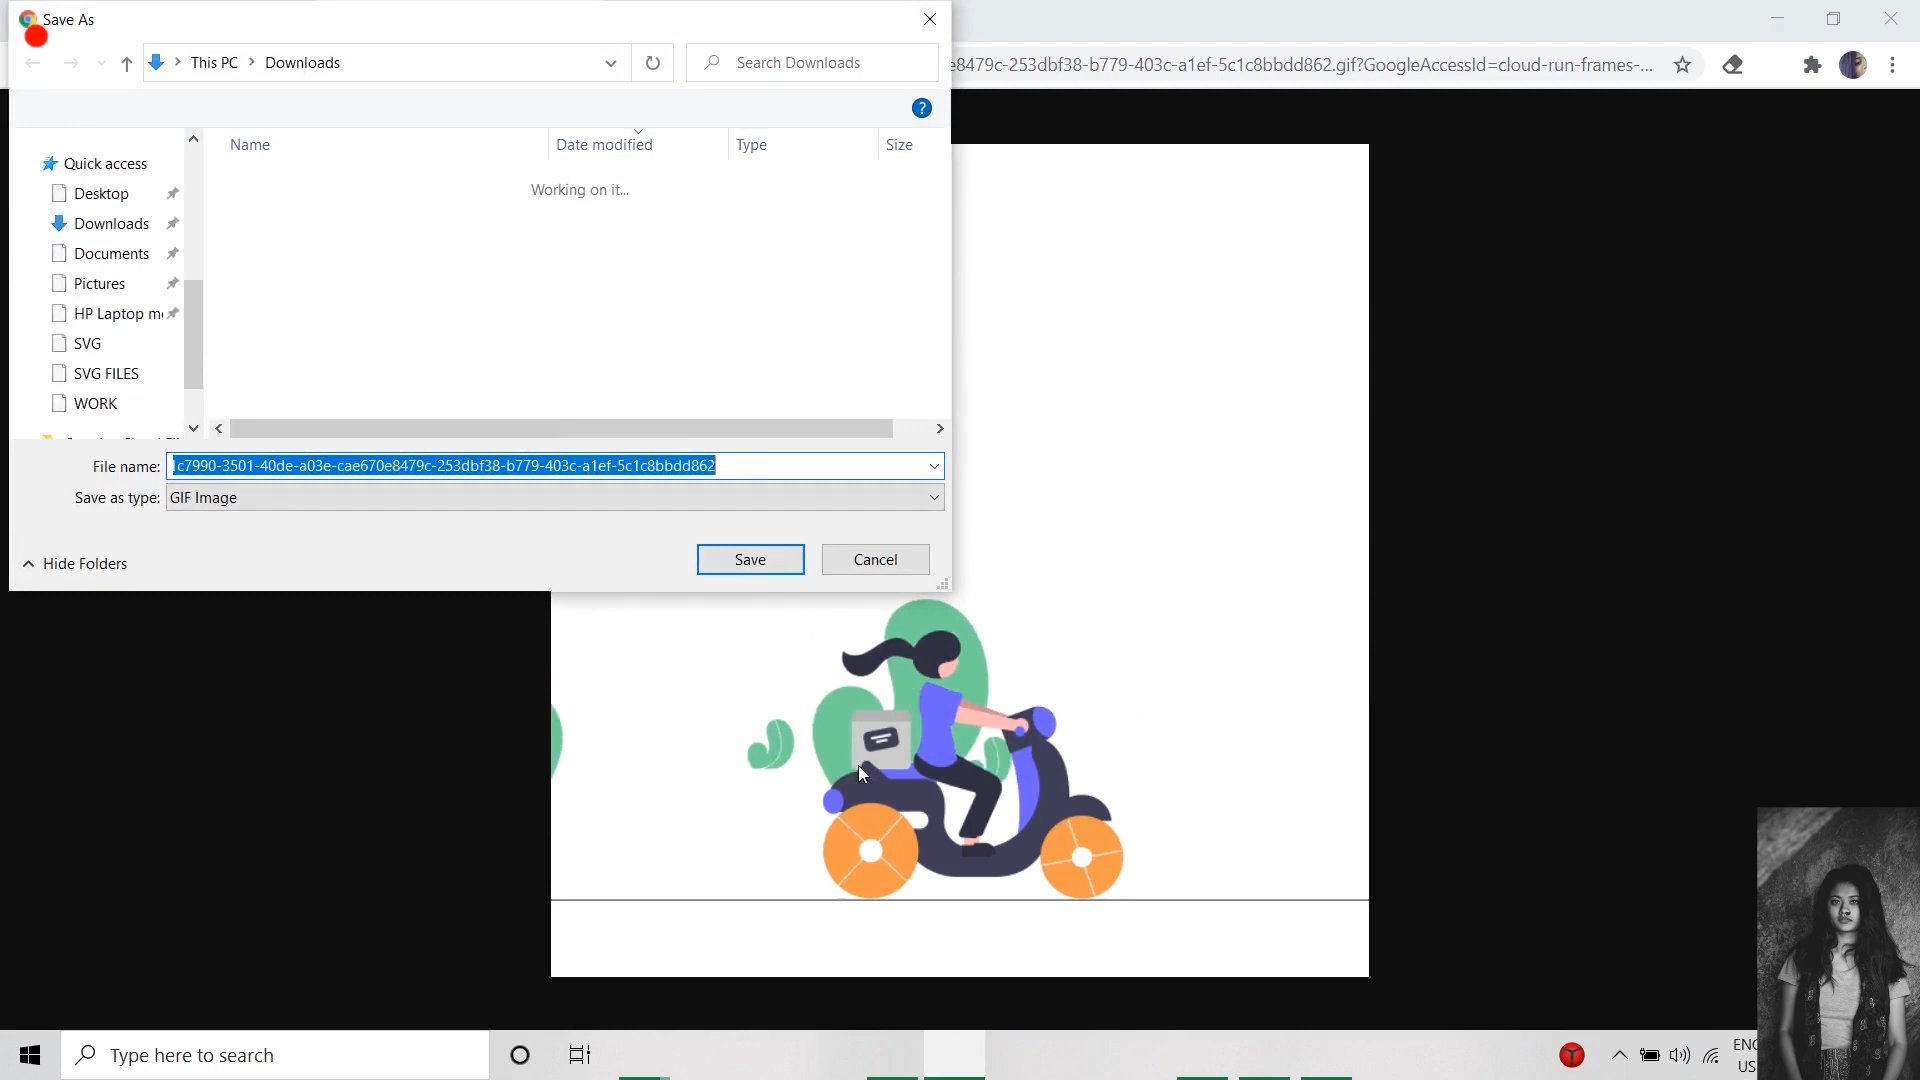 Save As
This PC
Downloads
Search Downloads
e8479c-253dbf38-b779-403c-a1ef-5c1c8bbdd862.gif?GoogleAccessId=cloud-run-frames-...
?
Name
Date modified
Type
Size
Working on it...
Quick access
Desktop
Downloads
Documents
Pictures
HP Laptop m
SVG
SVG FILES
WORK
File name:
c7990-3501-40de-a03e-cae670e8479c-253dbf38-b779-403c-a1ef-5c1c8bbdd862
Save as type:
GIF Image
Hide Folders
Save
Cancel
Type here to search
ENG
US